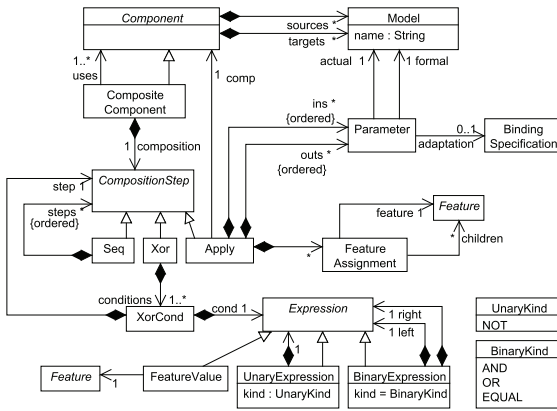 Component
sources *
targets *
Model
name : String
1..*
uses
1 comp
actual
1
1 formal
Composite
Component
ins *
{ordered}
Parameter
0..1
adaptation
Binding
Specification
1 composition
outs *
{ordered}
step 1
CompositionStep
steps *
{ordered}
Seq
Xor
Apply
*
Feature
Assignment
feature 1
Feature
* children
conditions
1..*
XorCond
cond 1
Expression
1 right
1 left
UnaryKind
NOT
Feature
1
FeatureValue
1
UnaryExpression
kind : UnaryKind
BinaryExpression
kind = BinaryKind
BinaryKind
AND
OR
EQUAL